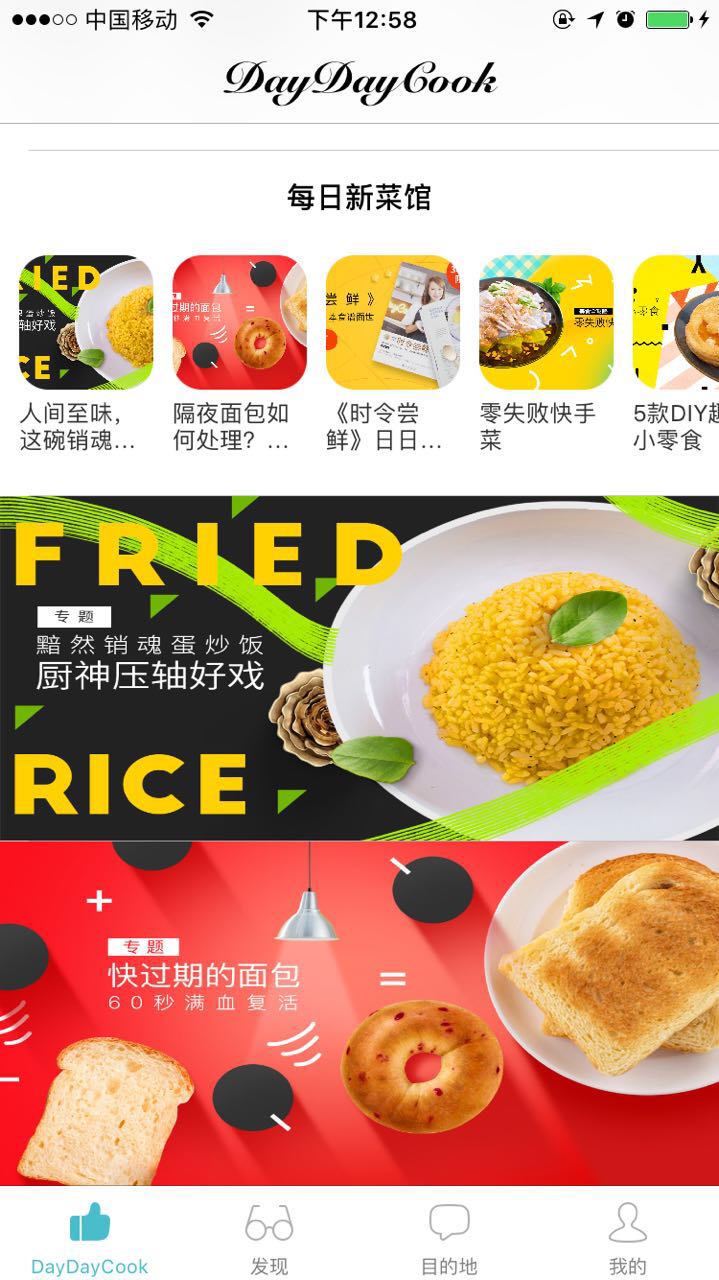 中国移动
下午12:58
DayDayCook
每日新菜馆
人间至味，
这碗销魂...
隔夜面包如
何处理？...
《时令尝
鲜》日日...
零失败快手
菜
5款DIY
小零食
FRIED
专题
黯然销魂蛋炒饭
厨神压轴好戏
RICE
专题
快过期的面包
60秒满血复活
DayDayCook
发现
目的地
我的